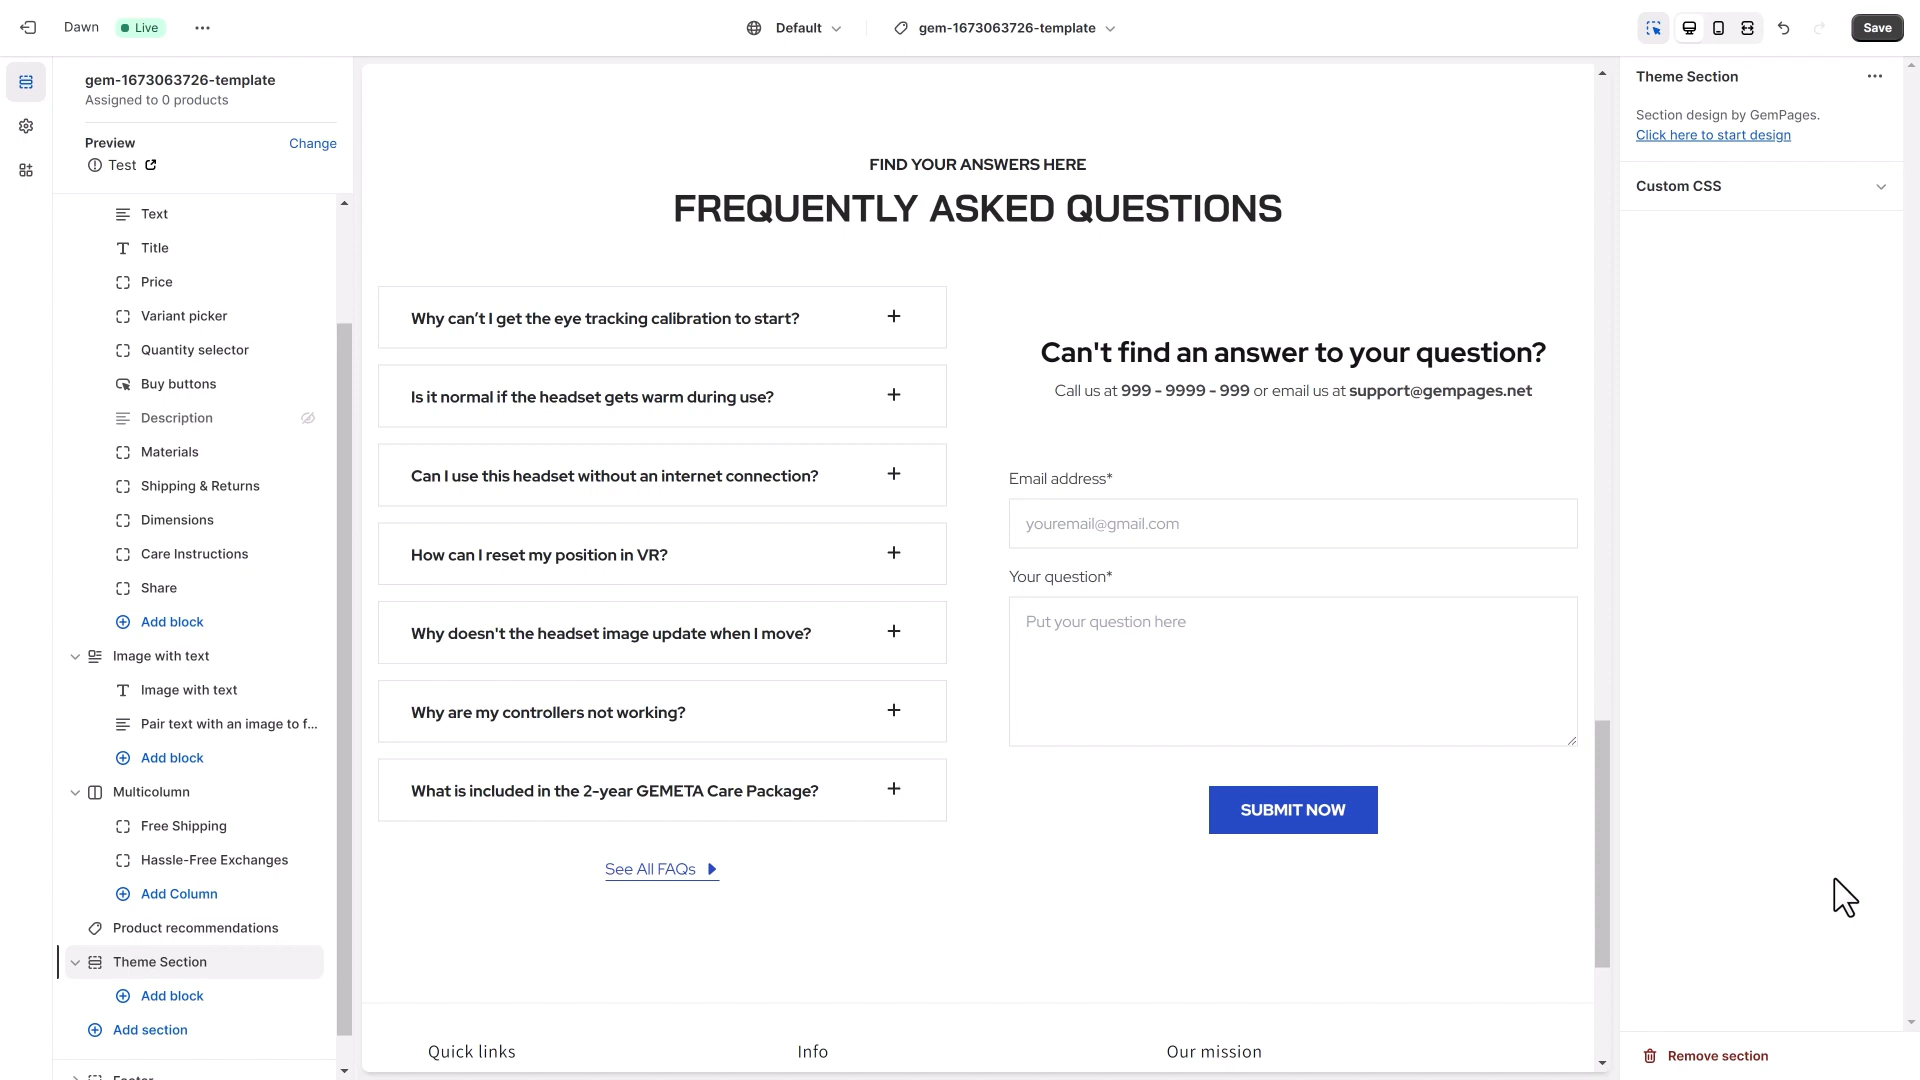 Dawn
Live
Default
gem-1673063726-template
Save
gem-1673063726-template
Assigned to 0 products
Preview
Change
Test
Text
Title
Price
Variant picker
Quantity selector
Buy buttons
Description
Materials
Shipping & Returns
Dimensions
Care Instructions
Share
Add block
Image with text
Image with text
Pair text with an image to f...
Add block
Multicolumn
Free Shipping
Hassle-Free Exchanges
Add Column
Product recommendations
Theme Section
Add block
Add section
Footer
FIND YOUR ANSWERS HERE
FREQUENTLY ASKED QUESTIONS
Why can’t I get the eye tracking calibration to start?
Is it normal if the headset gets warm during use?
Can I use this headset without an internet connection?
How can I reset my position in VR?
Why doesn't the headset image update when I move?
Why are my controllers not working?
What is included in the 2-year GEMETA Care Package?
See All FAQs
Can't find an answer to your question?
Call us at 999 - 9999 - 999 or email us at support@gempages.net
Email address*
youremail@gmail.com
Your question*
Put your question here
SUBMIT NOW
Quick links
Info
Our mission
Theme Section
Section design by GemPages.
Click here to start design
Custom CSS
Remove section